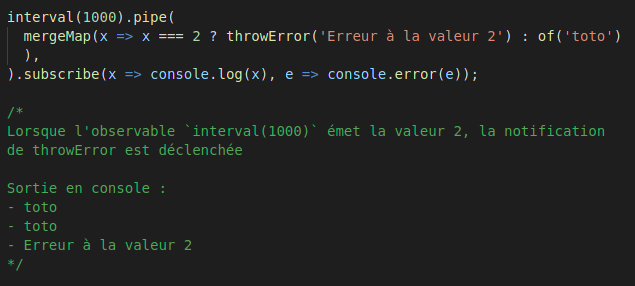 interval(1000).pipe(
  mergeMap(x => x === 2 ? throwError('Erreur à la valeur 2') : of('toto')
  ),
).subscribe(x => console.log(x), e => console.error(e));

/*
Lorsque l'observable `interval(1000)` émet la valeur 2, la notification
de throwError est déclenchée

Sortie en console :
- toto
- toto
- Erreur à la valeur 2
*/